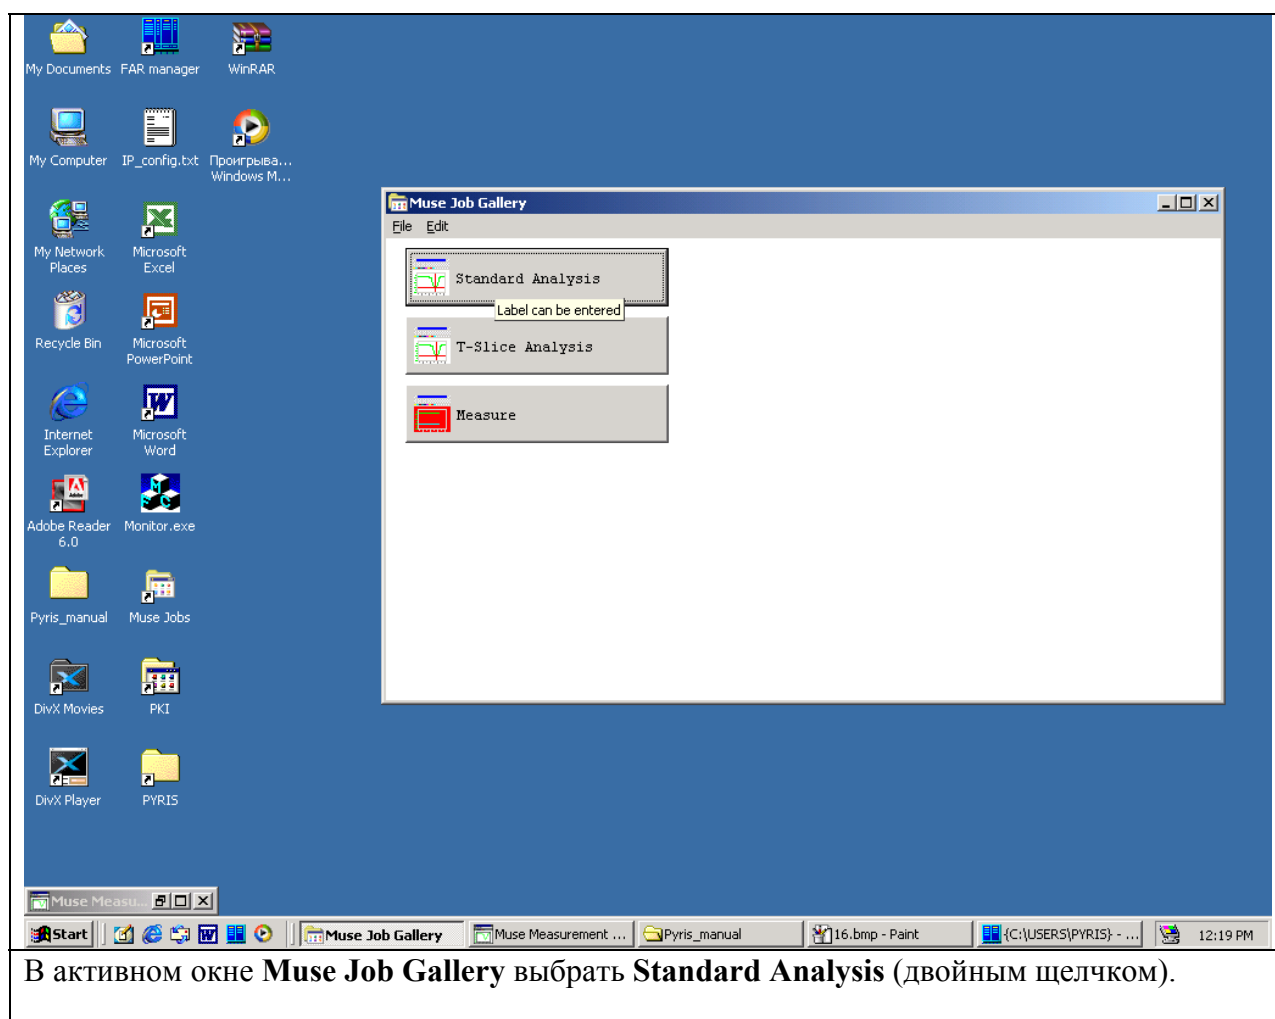 My Documents
FAR manager
WinRAR
My Computer
IP_config.txt
Проигрыва...
Windows M...
My Network
Places
Microsoft
Excel
Recycle Bin
Microsoft
PowerPoint
Internet
Explorer
Microsoft
Word
Adobe Reader
6.0
Monitor.exe
Pyris_manual
Muse Jobs
DivX Movies
PKI
DivX Player
PYRIS
Muse Job Gallery
File Edit
Standard Analysis
Label can be entered
T-Slice Analysis
Measure
Muse Measu...
Start
Muse Job Gallery
Muse Measurement ...
Pyris_manual
16.bmp - Paint
{C:\USERS\PYRIS} - ...
12:19 PM
В активном окне Muse Job Gallery выбрать Standard Analysis (двойным щелчком).